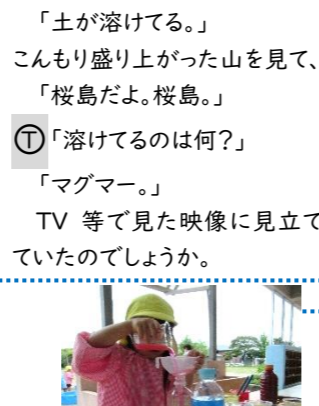 「土が溶けてる。」
こんもり盛り上がった山を見て、
「桜島だよ。桜島。」
Ⓣ「溶けてるのは何？」
「マグマー。」
TV 等で見た映像に見立て
ていたのでしょうか。